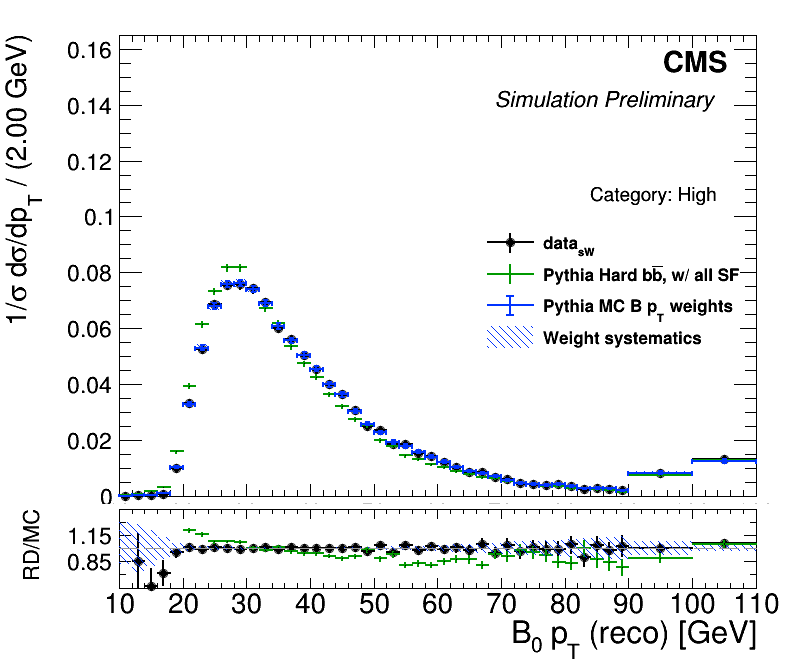 1/σ dσ/dp_T / (2.00 GeV)
0.16
0.14
0.12
0.1
0.08
0.06
0.04
0.02
0
CMS
Simulation Preliminary
Category: High
data_sW
Pythia Hard bb̅, w/ all SF
Pythia MC B p_T weights
Weight systematics
RD/MC
1.15
0.85
10 20 30 40 50 60 70 80 90 100 110
B_0 p_T (reco) [GeV]